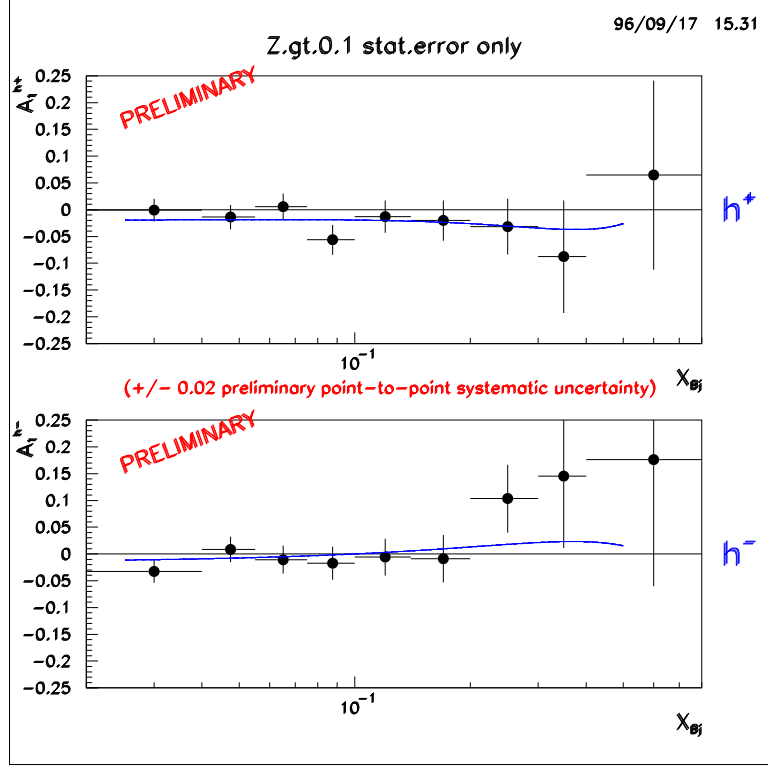 96/09/17 15.31
Z.gt.0.1 stat.error only
A₁ʰ⁺
PRELIMINARY
0.25
0.2
0.15
0.1
0.05
0
−0.05
−0.1
−0.15
−0.2
−0.25
h⁺
10⁻¹
X_Bj
(+/− 0.02 preliminary point−to−point systematic uncertainty)
A₁ʰ⁻
PRELIMINARY
0.25
0.2
0.15
0.1
0.05
0
−0.05
−0.1
−0.15
−0.2
−0.25
h⁻
10⁻¹
X_Bj